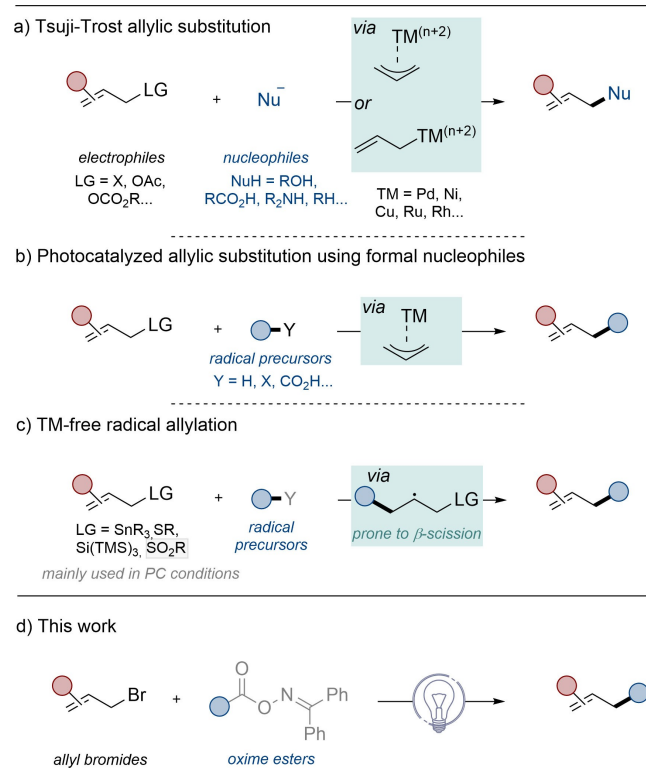 a) Tsuji-Trost allylic substitution
via
TM(n+2)
LG
+
Nu–
or
TM(n+2)
Nu
electrophiles
nucleophiles
LG = X, OAc,
OCO2R...
NuH = ROH,
RCO2H, R2NH, RH...
TM = Pd, Ni,
Cu, Ru, Rh...
b) Photocatalyzed allylic substitution using formal nucleophiles
LG
+
Y
via
TM
radical precursors
Y = H, X, CO2H...
c) TM-free radical allylation
LG
+
Y
via
LG
LG = SnR3, SR,
Si(TMS)3, SO2R
radical
precursors
prone to β-scission
mainly used in PC conditions
d) This work
Br
+
O
O
N
Ph
Ph
allyl bromides
oxime esters